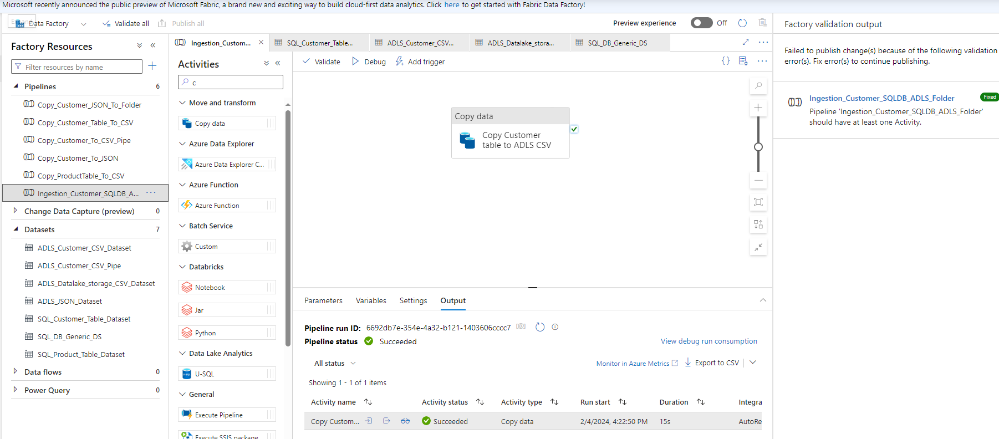 Microsoft recently announced the public preview of Microsoft Fabric, a brand new and exciting way to build cloud-first data analytics. Click here to get started with Fabric Data Factory!
Data Factory
Validate all
Publish all
Preview experience
Off
Factory Resources
Filter resources by name
Pipelines 6
Copy_Customer_JSON_To_Folder
Copy_Customer_Table_To_CSV
Copy_Customer_To_CSV_Pipe
Copy_Customer_To_JSON
Copy_ProductTable_To_CSV
Ingestion_Customer_SQLDB_A...
Change Data Capture (preview) 0
Datasets 7
ADLS_Customer_CSV_Dataset
ADLS_Customer_CSV_Pipe
ADLS_Datalake_storage_CSV_Dataset
ADLS_JSON_Dataset
SQL_Customer_Table_Dataset
SQL_DB_Generic_DS
SQL_Product_Table_Dataset
Data flows 0
Power Query 0
Ingestion_Custom...
SQL_Customer_Table...
ADLS_Customer_CSV...
ADLS_Datalake_stora...
SQL_DB_Generic_DS
Activities
c
Move and transform
Copy data
Azure Data Explorer
Azure Data Explorer C...
Azure Function
Azure Function
Batch Service
Custom
Databricks
Notebook
Jar
Python
Data Lake Analytics
U-SQL
General
Execute Pipeline
Execute SSIS package
Validate
Debug
Add trigger
Copy data
Copy Customer
table to ADLS CSV
Parameters
Variables
Settings
Output
Pipeline run ID: 6692db7e-354e-4a32-b121-1403606cccc7
Pipeline status Succeeded
View debug run consumption
All status
Monitor in Azure Metrics
Export to CSV
Showing 1 - 1 of 1 items
Activity name
Activity status
Activity type
Run start
Duration
Integra
Copy Custom...
Succeeded
Copy data
2/4/2024, 4:22:50 PM
15s
AutoRe
Factory validation output
Failed to publish change(s) because of the following validation
error(s). Fix error(s) to continue publishing.
Ingestion_Customer_SQLDB_ADLS_Folder
Fixed
Pipeline 'Ingestion_Customer_SQLDB_ADLS_Folder'
should have at least one Activity.